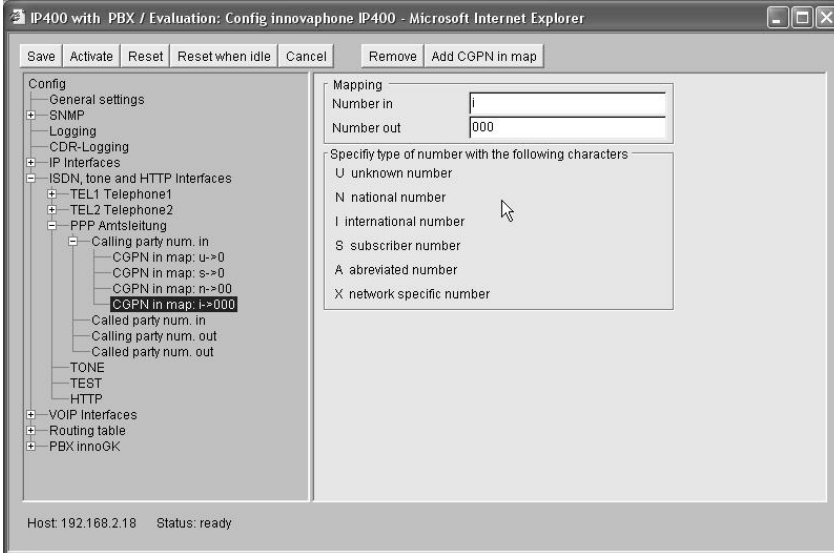 IP400 with PBX / Evaluation: Config innovaphone IP400 - Microsoft Internet Explorer
Save Activate Reset Reset when idle Cancel Remove Add CGPN in map
Config
General settings
SNMP
Logging
CDR-Logging
IP Interfaces
ISDN, tone and HTTP Interfaces
TEL1 Telephone1
TEL2 Telephone2
PPP Amtsleitung
Calling party num. in
CGPN in map: u->0
CGPN in map: s->0
CGPN in map: n->00
CGPN in map: i->000
Called party num. in
Calling party num. out
Called party num. out
TONE
TEST
HTTP
VOIP Interfaces
Routing table
PBX innoGK
Mapping
Number in i
Number out 000
Specifiy type of number with the following characters
U unknown number
N national number
I international number
S subscriber number
A abreviated number
X network specific number
Host: 192.168.2.18 Status: ready